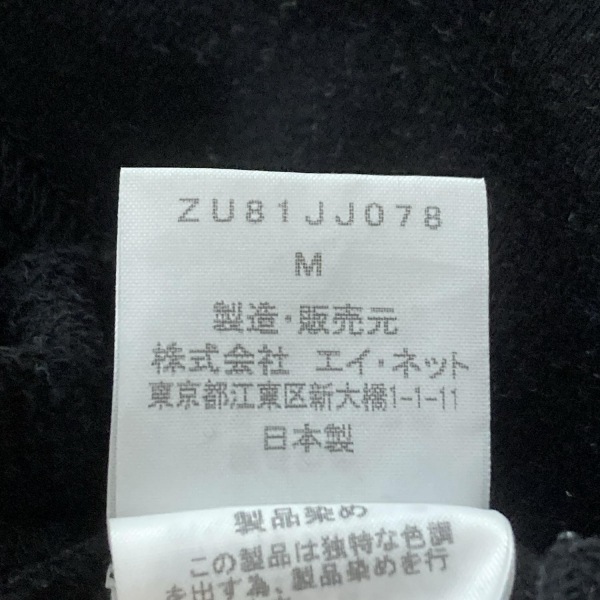 ZU81JJ078
M
製造・販売元
株式会社 エイ・ネット
東京都江東区新大橋1-1-11
日本製
製品染め
この製品は独特な色調
を出す為、製品染めを行